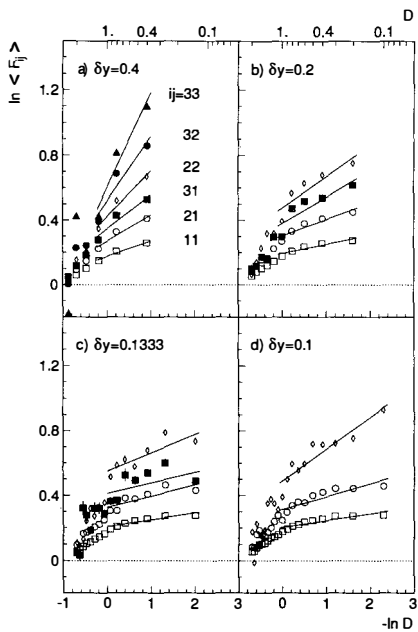 D
1. 0.4
1. 0.4
a) δy=0.4
b) δy=0.2
ij=33
32
22
31
21
11
ln < F̃ij >
1.2
0.8
0.4
0
c) δy=0.1333
d) δy=0.1
1.2
0.8
0.4
0
-1 0 1 2 3
0 1 2 3
-ln D